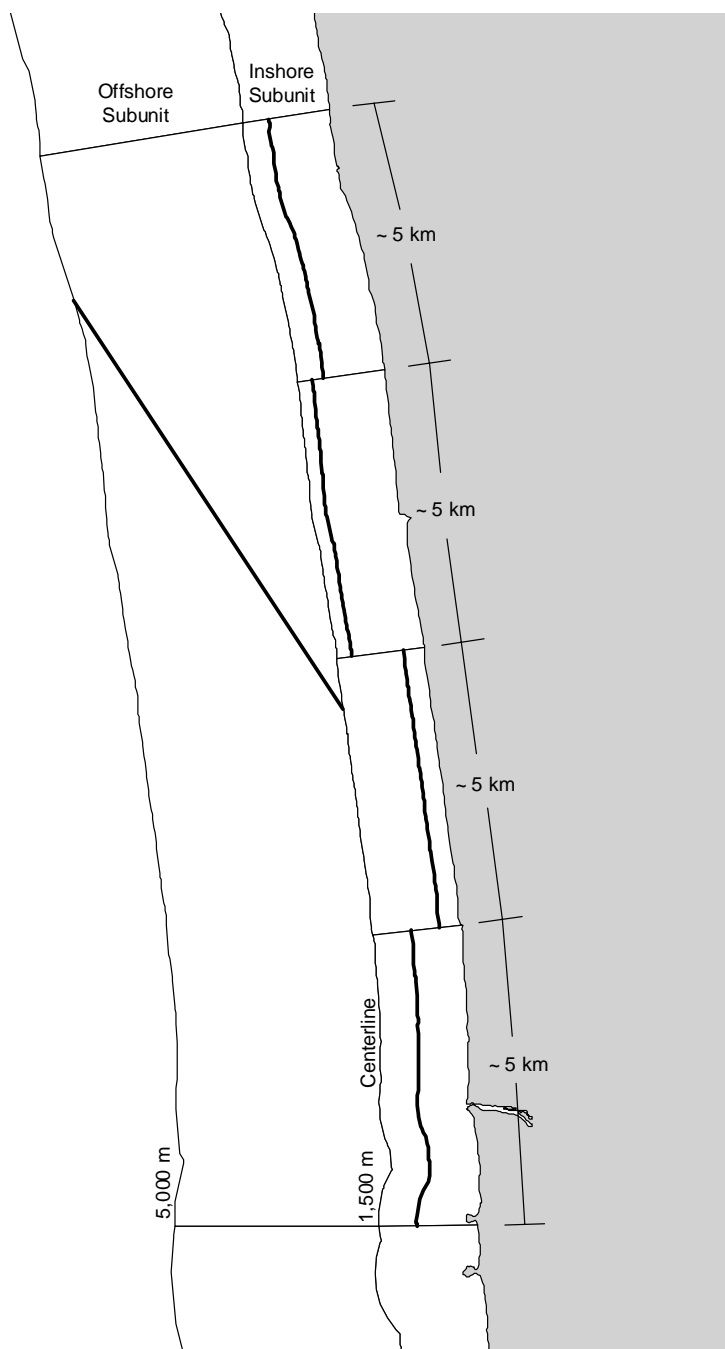 Inshore
Subunit
Offshore
Subunit
~ 5 km
~ 5 km
~ 5 km
Centerline
~ 5 km
5,000 m
1,500 m